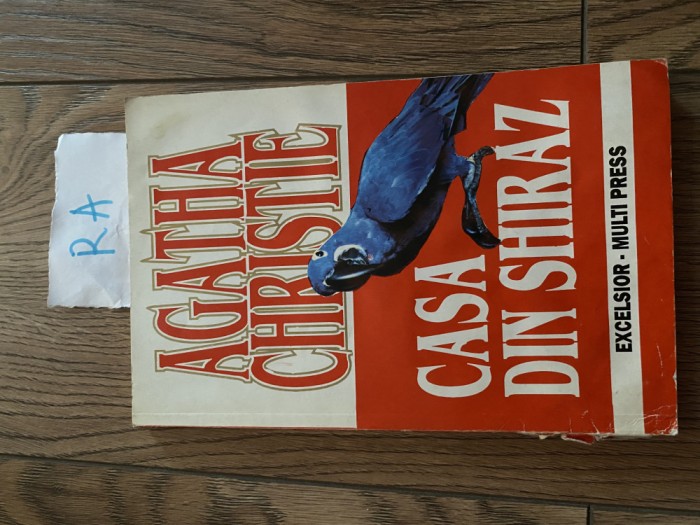 RA
AGATHA
CHRISTIE
CASA
DIN SHIRAZ
EXCELSIOR - MULTI PRESS